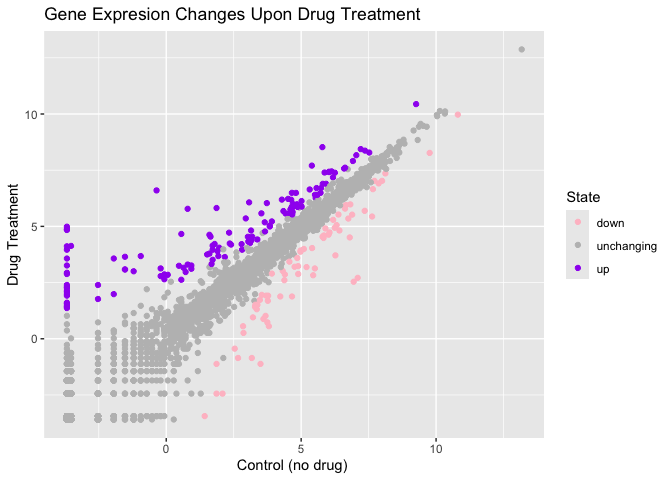 Gene Expresion Changes Upon Drug Treatment
10
5
0
Drug Treatment
0 5 10
Control (no drug)
State
down
unchanging
up